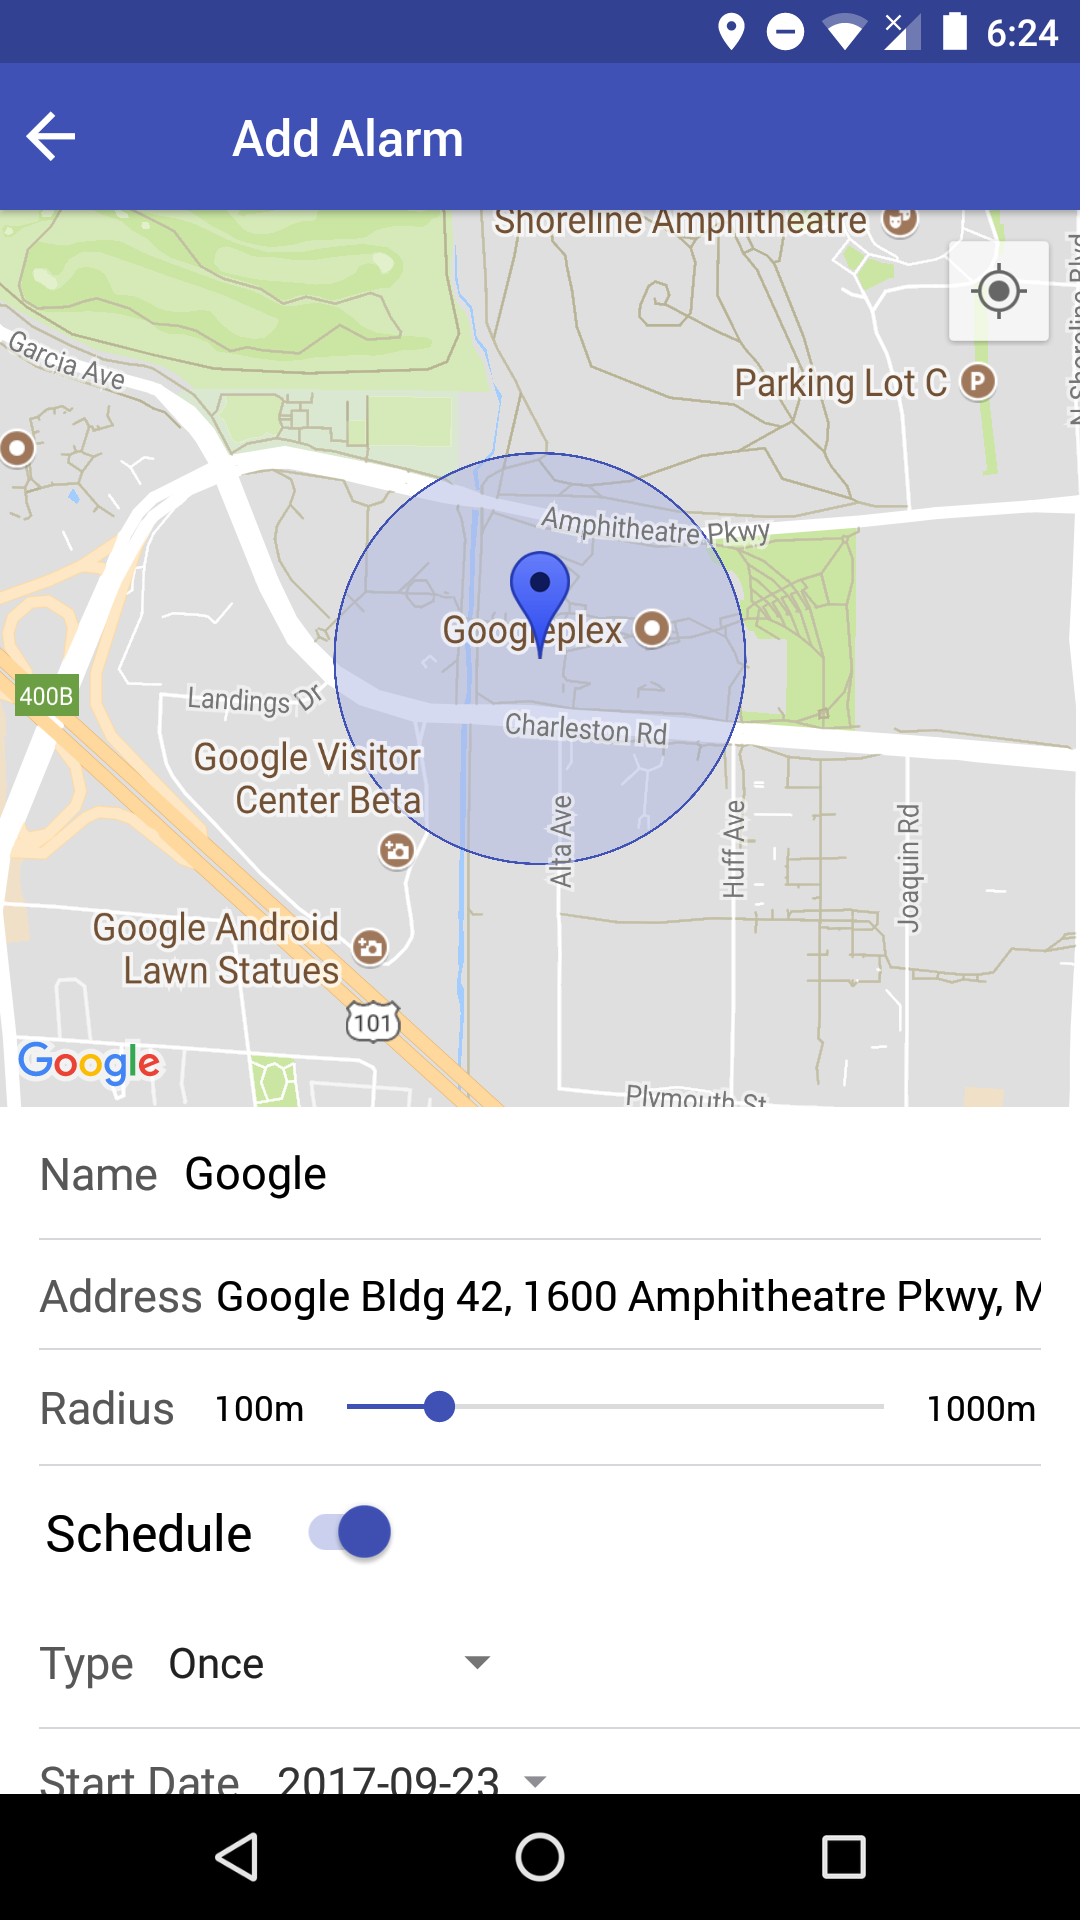 6:24
Add Alarm
Shoreline Amphitheatre
N Shoreline Blvd
Garcia Ave
Parking Lot C
P
Amphitheatre Pkwy
Googleplex
400B
Landings Dr
Charleston Rd
Google Visitor
Center Beta
Alta Ave
Huff Ave
Joaquin Rd
Google Android
Lawn Statues
101
Google
Plymouth St
Name Google
Address Google Bldg 42, 1600 Amphitheatre Pkwy, M
Radius 100m 1000m
Schedule
Type Once
Start Date 2017-09-23